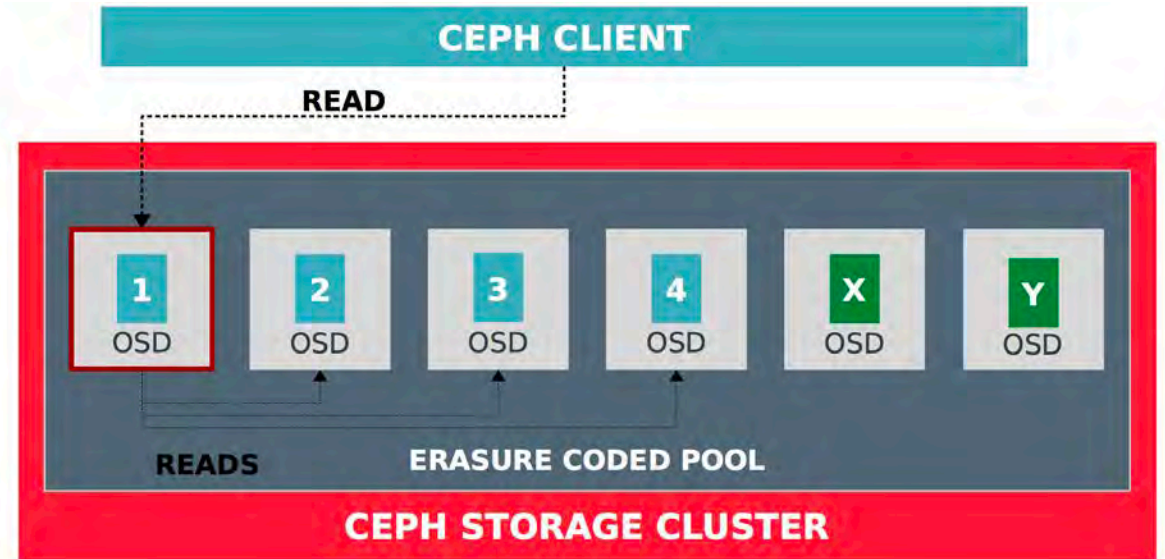 CEPH CLIENT
READ
1 2 3 4 X Y
OSD OSD OSD OSD OSD OSD
READS
ERASURE CODED POOL
CEPH STORAGE CLUSTER